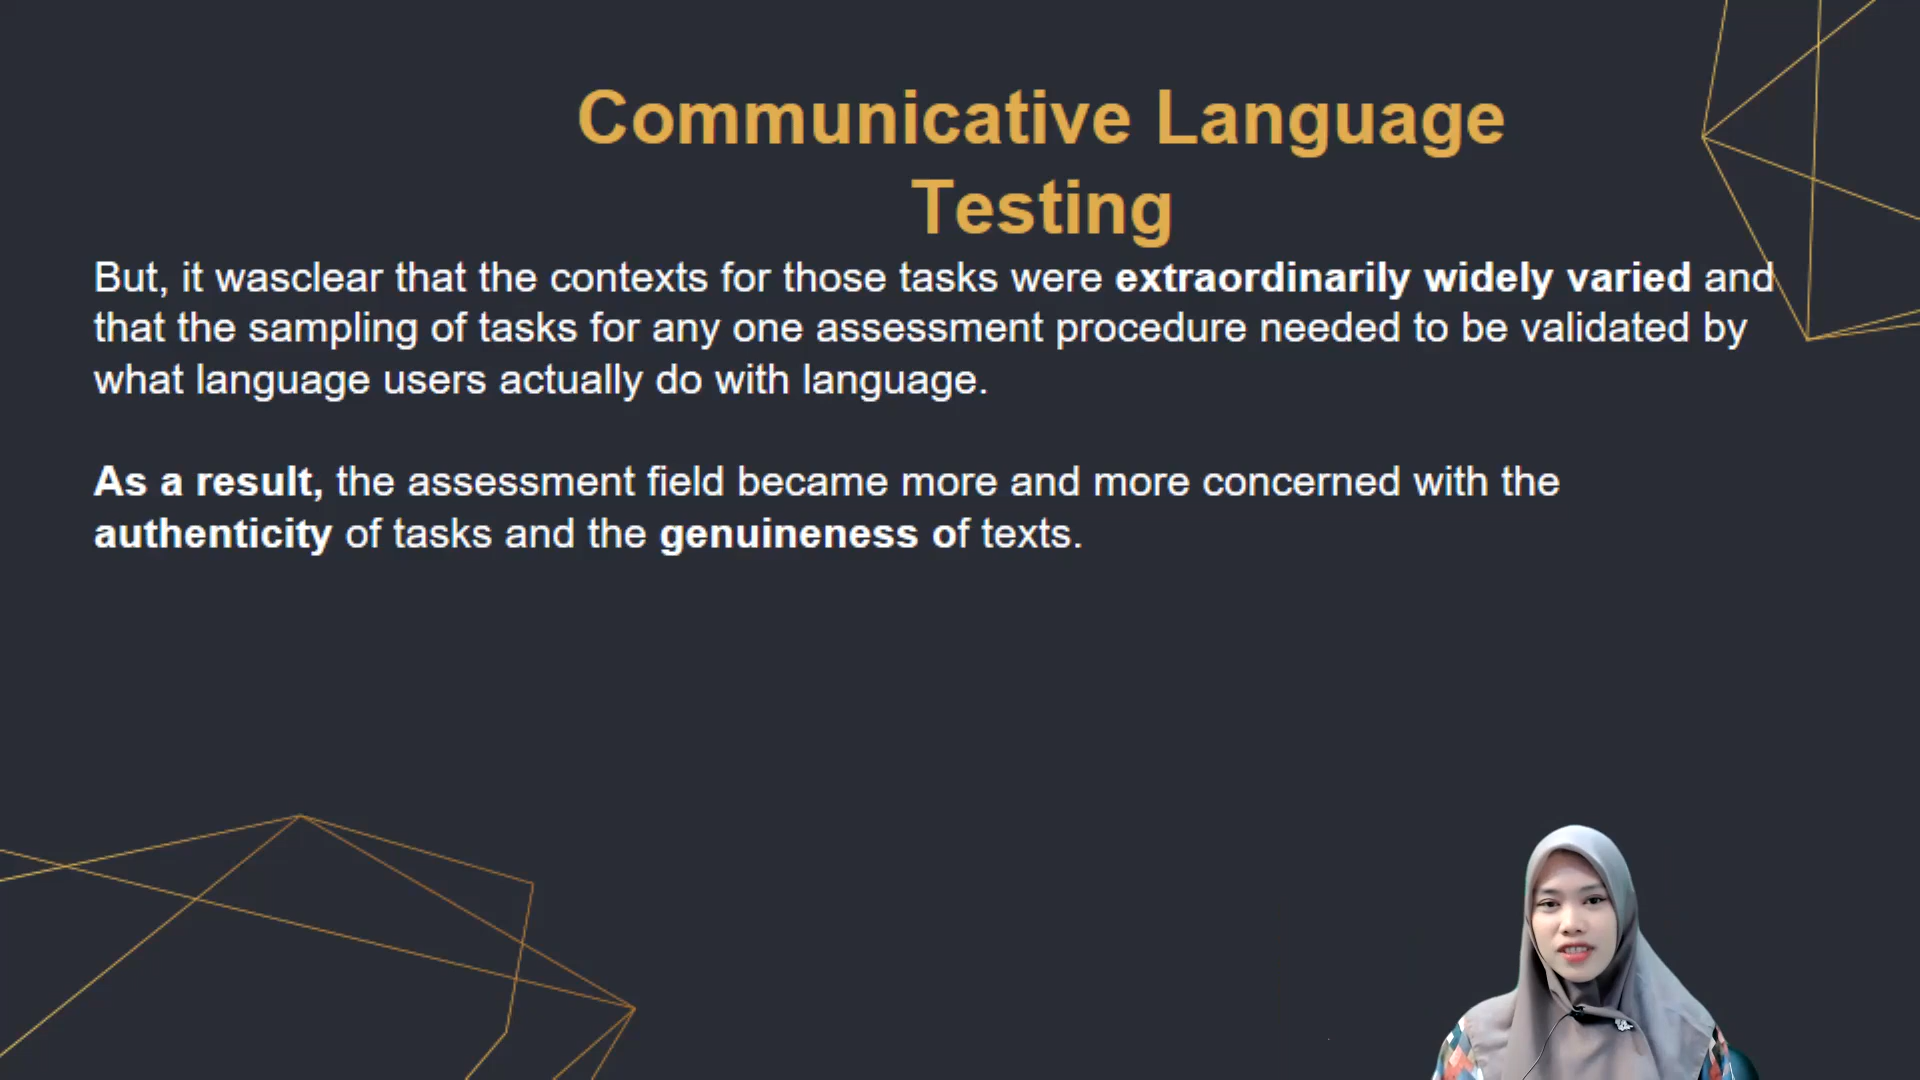 Communicative Language
Testing
But, it wasclear that the contexts for those tasks were extraordinarily widely varied and
that the sampling of tasks for any one assessment procedure needed to be validated by
what language users actually do with language.
As a result, the assessment field became more and more concerned with the
authenticity of tasks and the genuineness of texts.